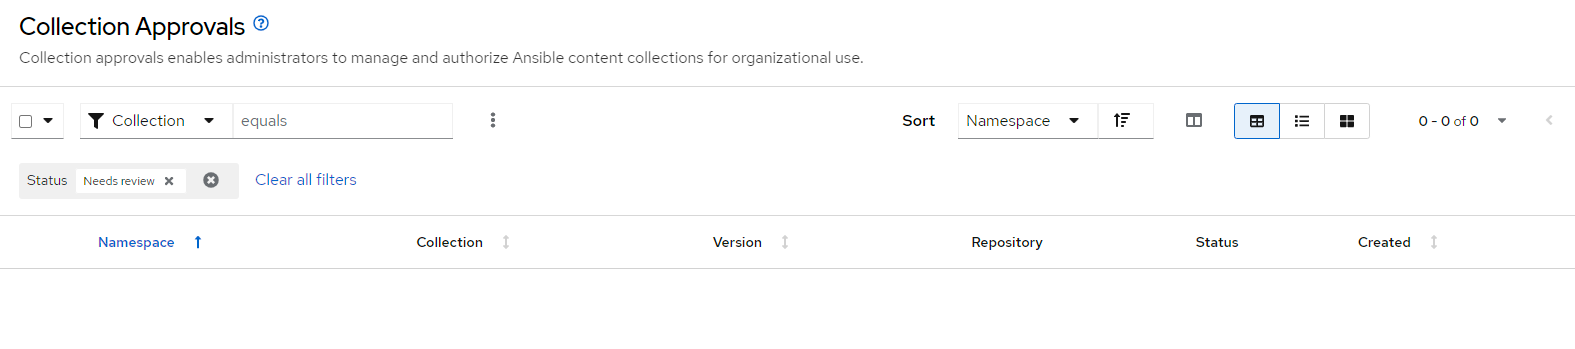 Collection Approvals
Collection approvals enables administrators to manage and authorize Ansible content collections for organizational use.
Collection equals Sort Namespace 0 - 0 of 0
Status Needs review Clear all filters
Namespace Collection Version Repository Status Created